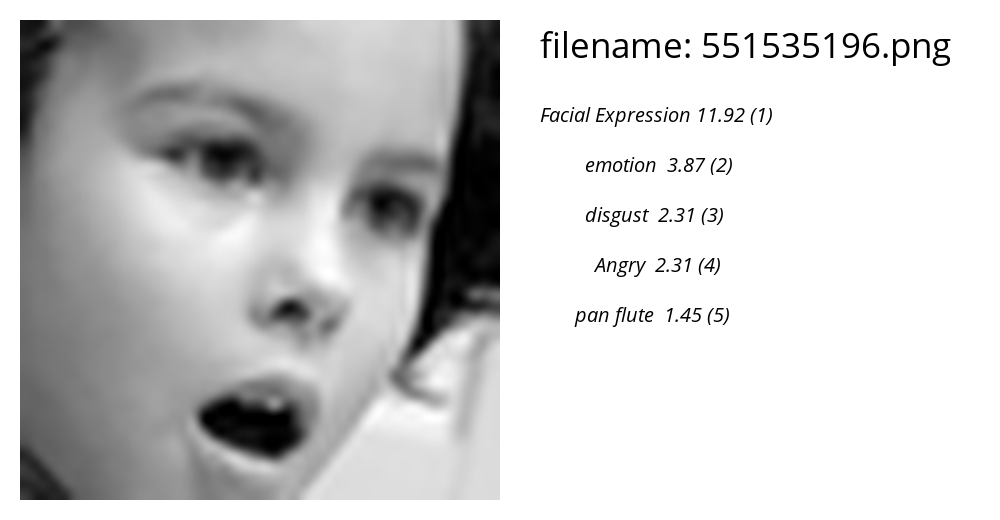 filename: 551535196.png
Facial Expression 11.92 (1)
emotion 3.87 (2)
disgust 2.31 (3)
Angry 2.31 (4)
pan flute 1.45 (5)